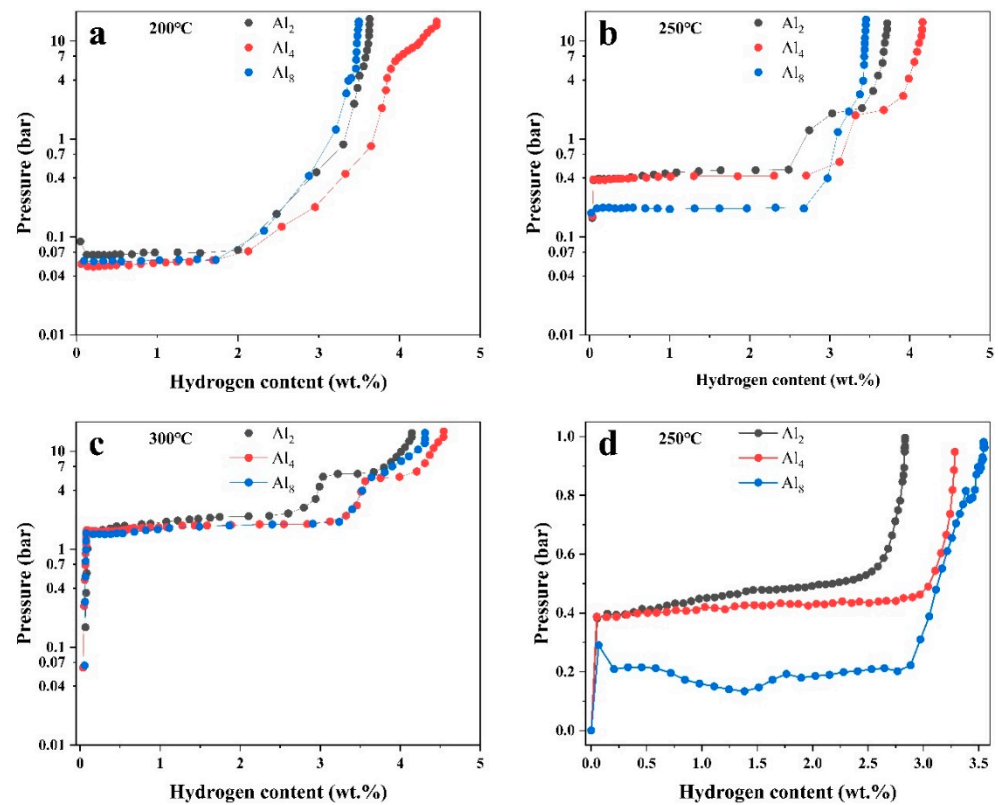 a
200°C
Al2
Al4
Al8
10
7
4
1
0.7
0.4
0.1
0.07
0.04
0.01
Pressure (bar)
0 1 2 3 4 5
Hydrogen content (wt.%)
b
250°C
Al2
Al4
Al8
10
7
4
1
0.7
0.4
0.1
0.07
0.04
0.01
Pressure (bar)
0 1 2 3 4 5
Hydrogen content (wt.%)
c
300°C
Al2
Al4
Al8
10
7
4
1
0.7
0.4
0.1
0.07
0.04
0.01
Pressure (bar)
0 1 2 3 4 5
Hydrogen content (wt.%)
d
250°C
Al2
Al4
Al8
1.0
0.8
0.6
0.4
0.2
0.0
Pressure (bar)
0.0 0.5 1.0 1.5 2.0 2.5 3.0 3.5
Hydrogen content (wt.%)